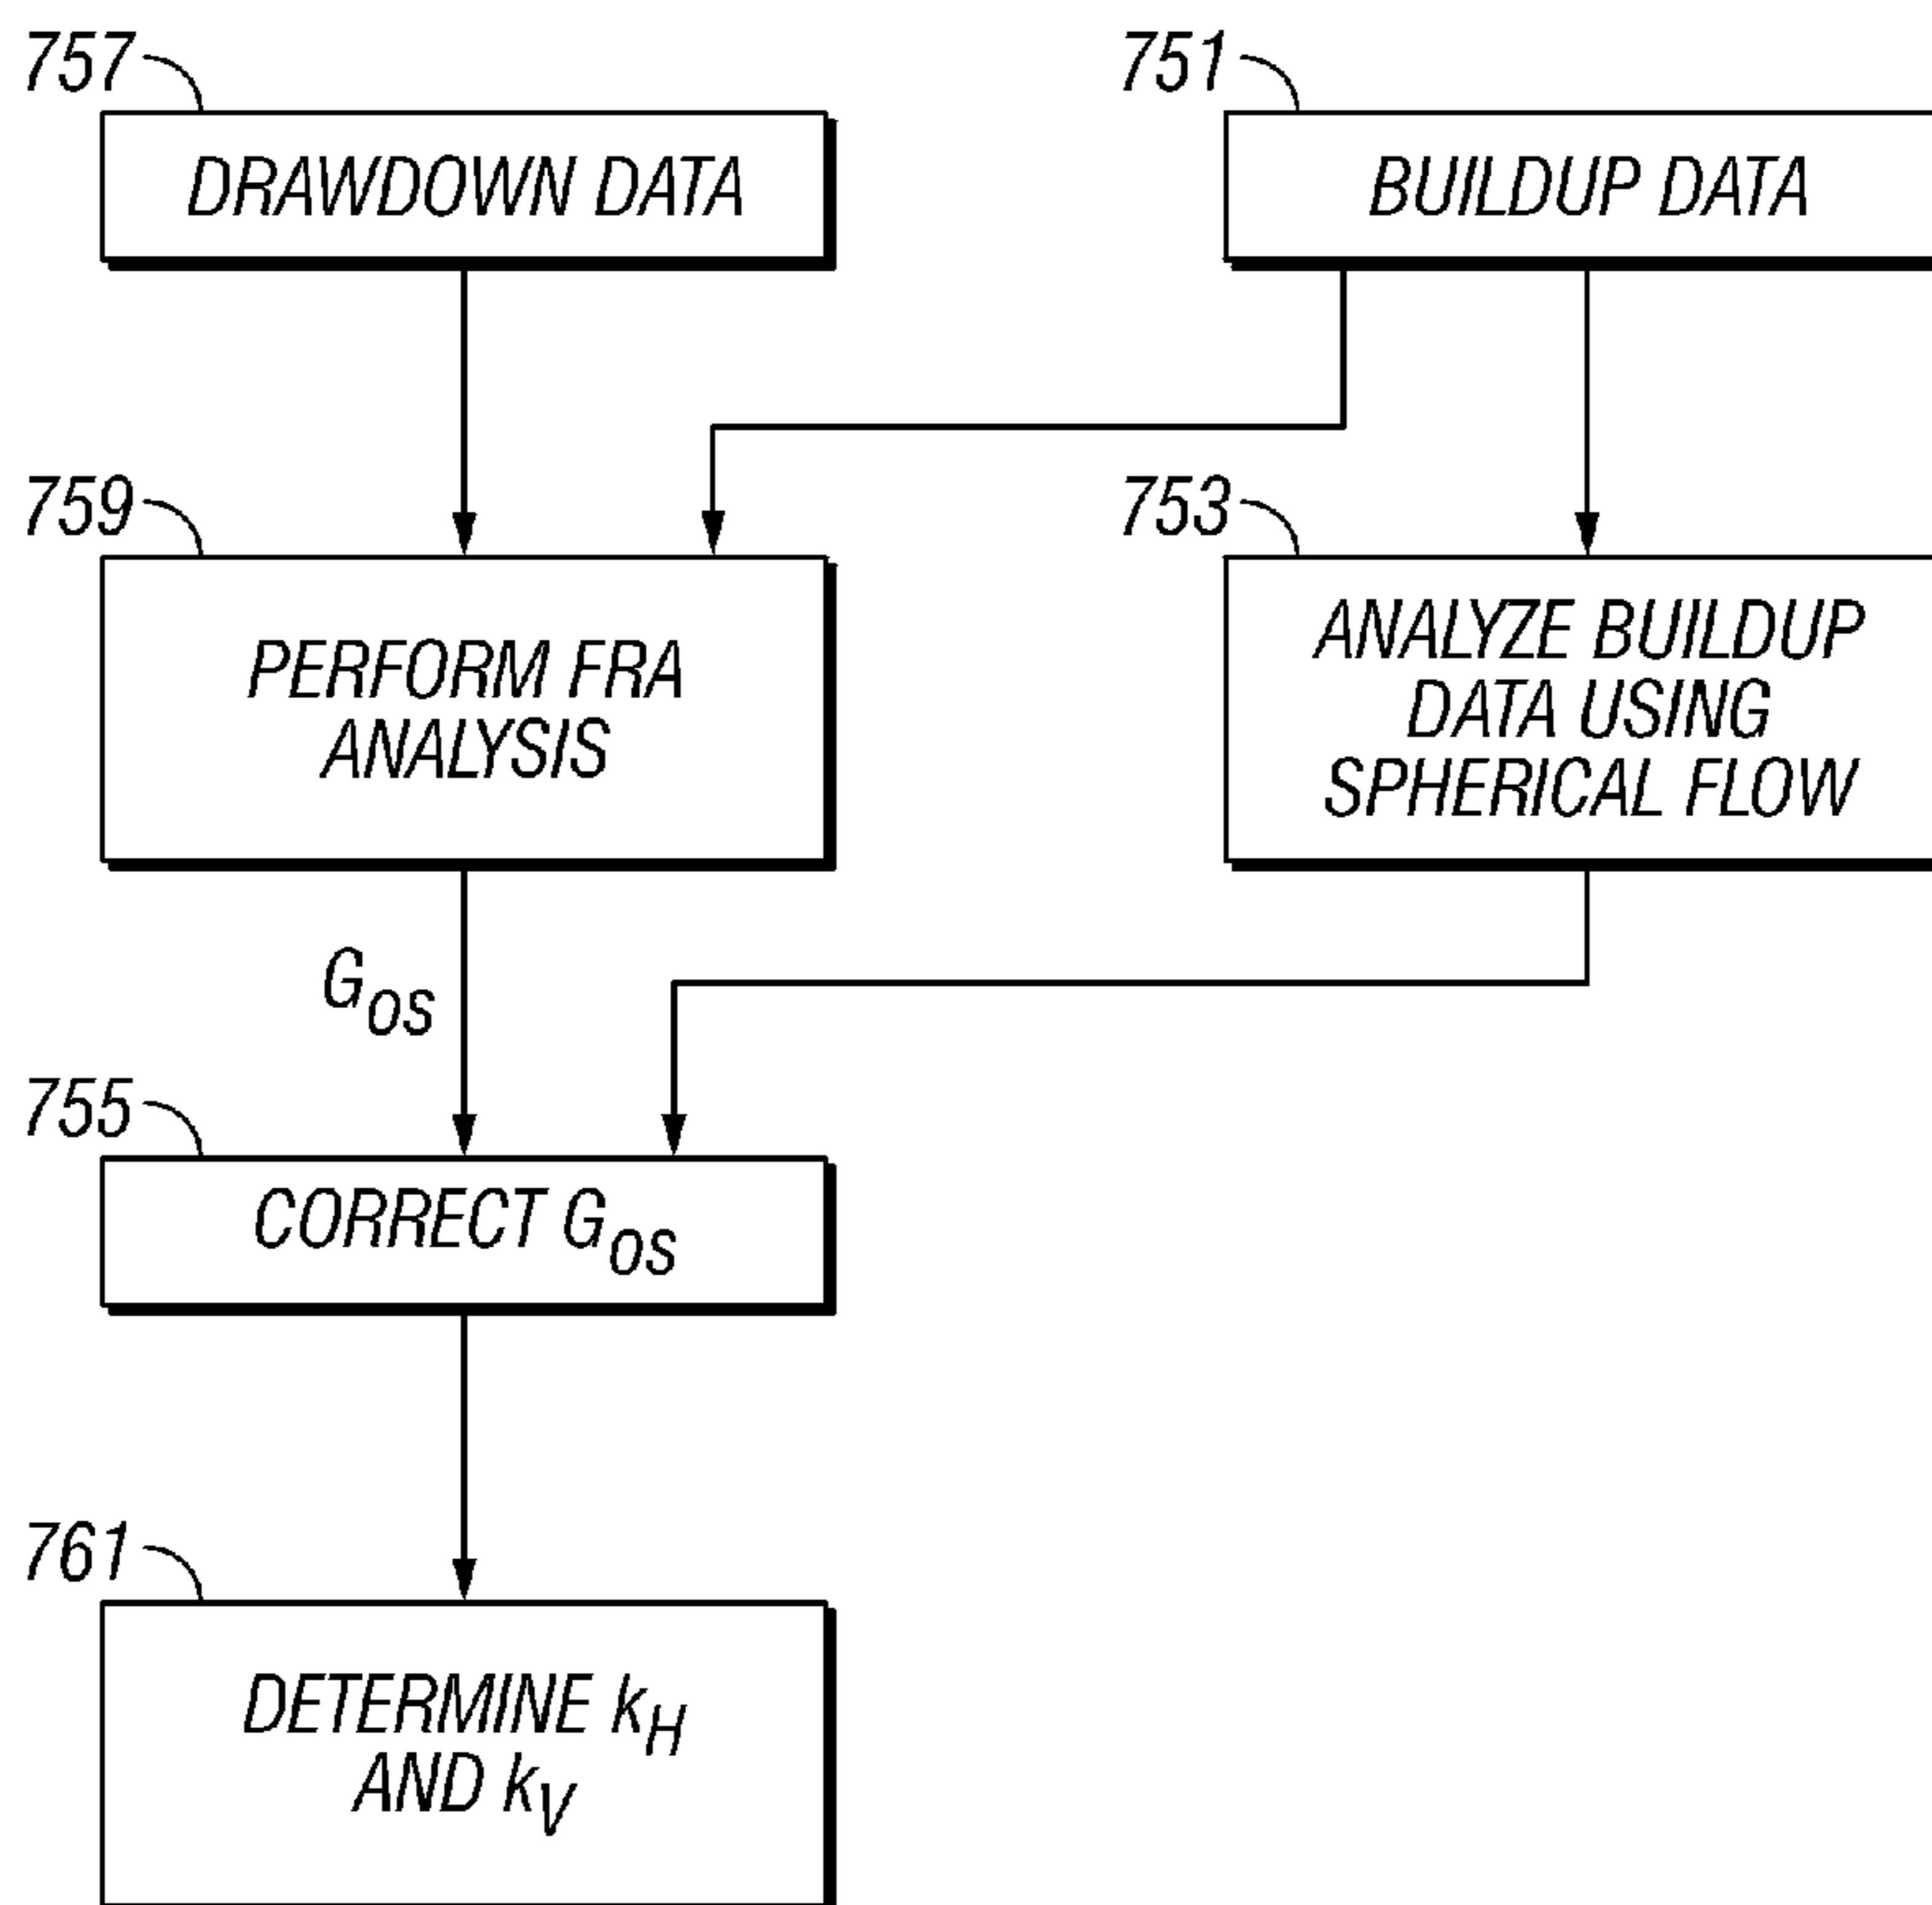 757
DRAWDOWN DATA
751
BUILDUP DATA
759
PERFORM FRA
ANALYSIS
753
ANALYZE BUILDUP
DATA USING
SPHERICAL FLOW
Gos
755
CORRECT Gos
761
DETERMINE kH
AND kV